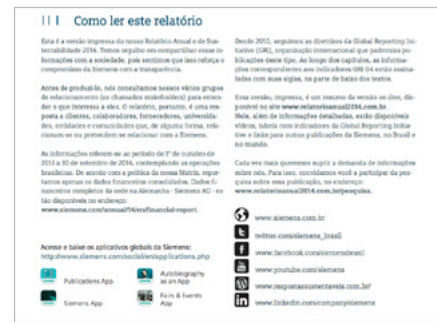 Como ler este relatório
Esta é a versão impressa do nosso Relatório Anual e de Sus-
tentabilidade 2014. Temos orgulho em compartilhar essas in-
formações com a sociedade, pois sentimos que isso reforça o
compromisso da Siemens com a transparência.
Antes de produzi-lo, nós consultamos nossos vários grupos
de relacionamento (os chamados stakeholders) para enten-
der o que interessa a eles. O relatório, portanto, é uma res-
posta a clientes, colaboradores, fornecedores, universida-
des, entidades e comunidades que, de alguma forma, rela-
cionam-se ou pretendem se relacionar com a Siemens.
As informações referem-se ao período de 1º de outubro de
2013 a 30 de setembro de 2014, contemplando as operações
brasileiras. De acordo com a política da nossa Matriz, repor-
tamos apenas os dados financeiros consolidados. Dados fi-
nanceiros completos da sede na Alemanha - Siemens AG - es-
tão disponíveis no endereço:
www.siemens.com/annual/14/en/financial-report.
Acesse e baixe os aplicativos globais da Siemens:
http://www.siemens.com/social/en/applications.php
Publications App
Autobiography
as an App
Siemens App
Fairs & Events
App
Desde 2001, seguimos as diretrizes da Global Reporting Ini-
tiative (GRI), organização internacional que padroniza pu-
blicações deste tipo. Ao longo dos capítulos, as informa-
ções correspondentes aos indicadores GRI G4 estão assina-
ladas com suas siglas, na parte de baixo dos textos.
Essa versão, impressa, é um resumo da versão on-line, dis-
ponível no site www.relatorioanual2014.com.br.
Nele, além de informações detalhadas, estão disponíveis
vídeos, tabela com indicadores da Global Reporting Initia-
tive e links para outras publicações da Siemens, no Brasil e
no mundo.
Cada vez mais queremos suprir a demanda de informações
sobre nós. Para isso, convidamos você a participar da pes-
quisa sobre essa publicação, no endereço:
www.relatorioanual2014.com.br/pesquisa.
www.siemens.com.br
twitter.com/siemens_brasil
www.facebook.com/siemensbrasil
www.youtube.com/siemens
www.respostassustentaveis.com.br/
www.linkedin.com/company/siemens